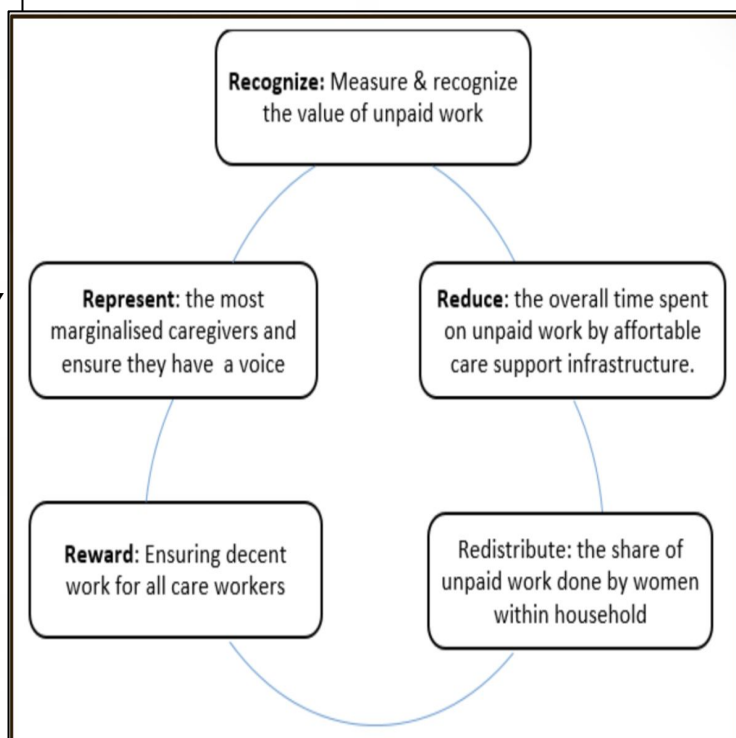 Recognize: Measure & recognize
the value of unpaid work
Represent: the most
marginalised caregivers and
ensure they have a voice
Reduce: the overall time spent
on unpaid work by affortable
care support infrastructure.
Reward: Ensuring decent
work for all care workers
Redistribute: the share of
unpaid work done by women
within household